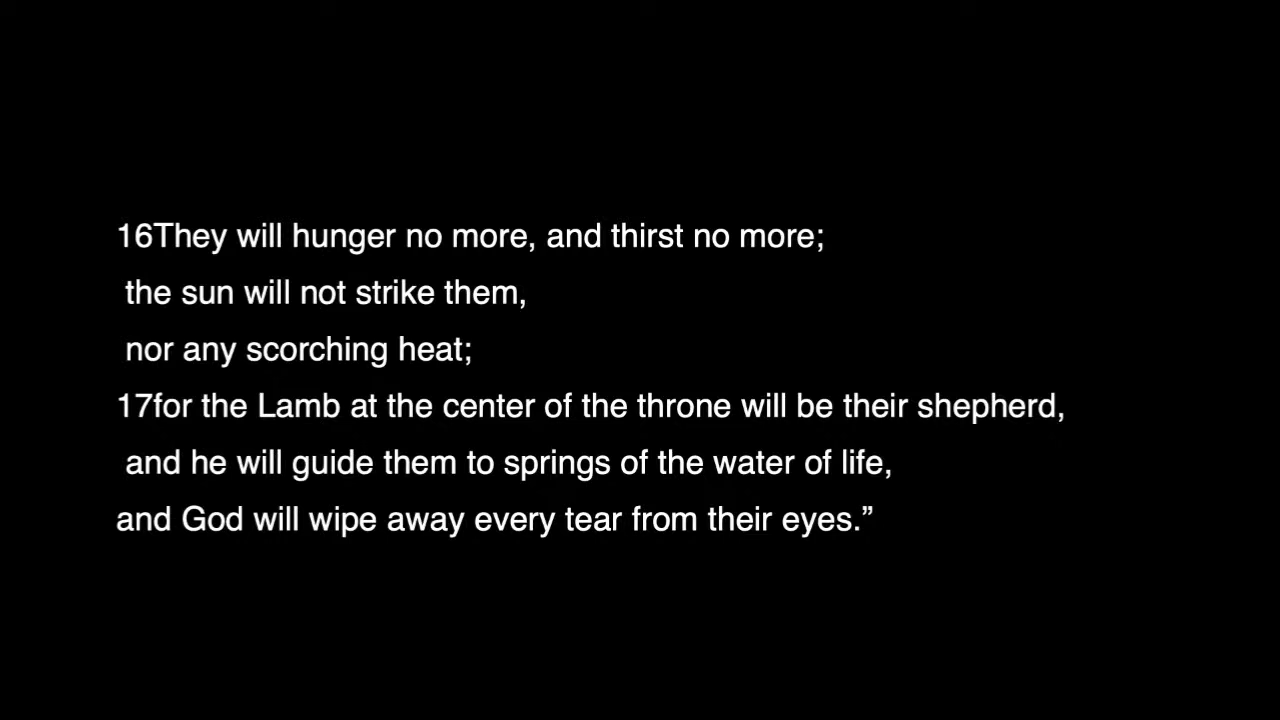 16They will hunger no more, and thirst no more;
the sun will not strike them,
nor any scorching heat;
17for the Lamb at the center of the throne will be their shepherd,
and he will guide them to springs of the water of life,
and God will wipe away every tear from their eyes.”